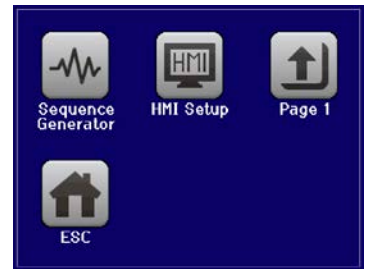 HMI
Sequence
Generator
HMI Setup
Page 1
ESC